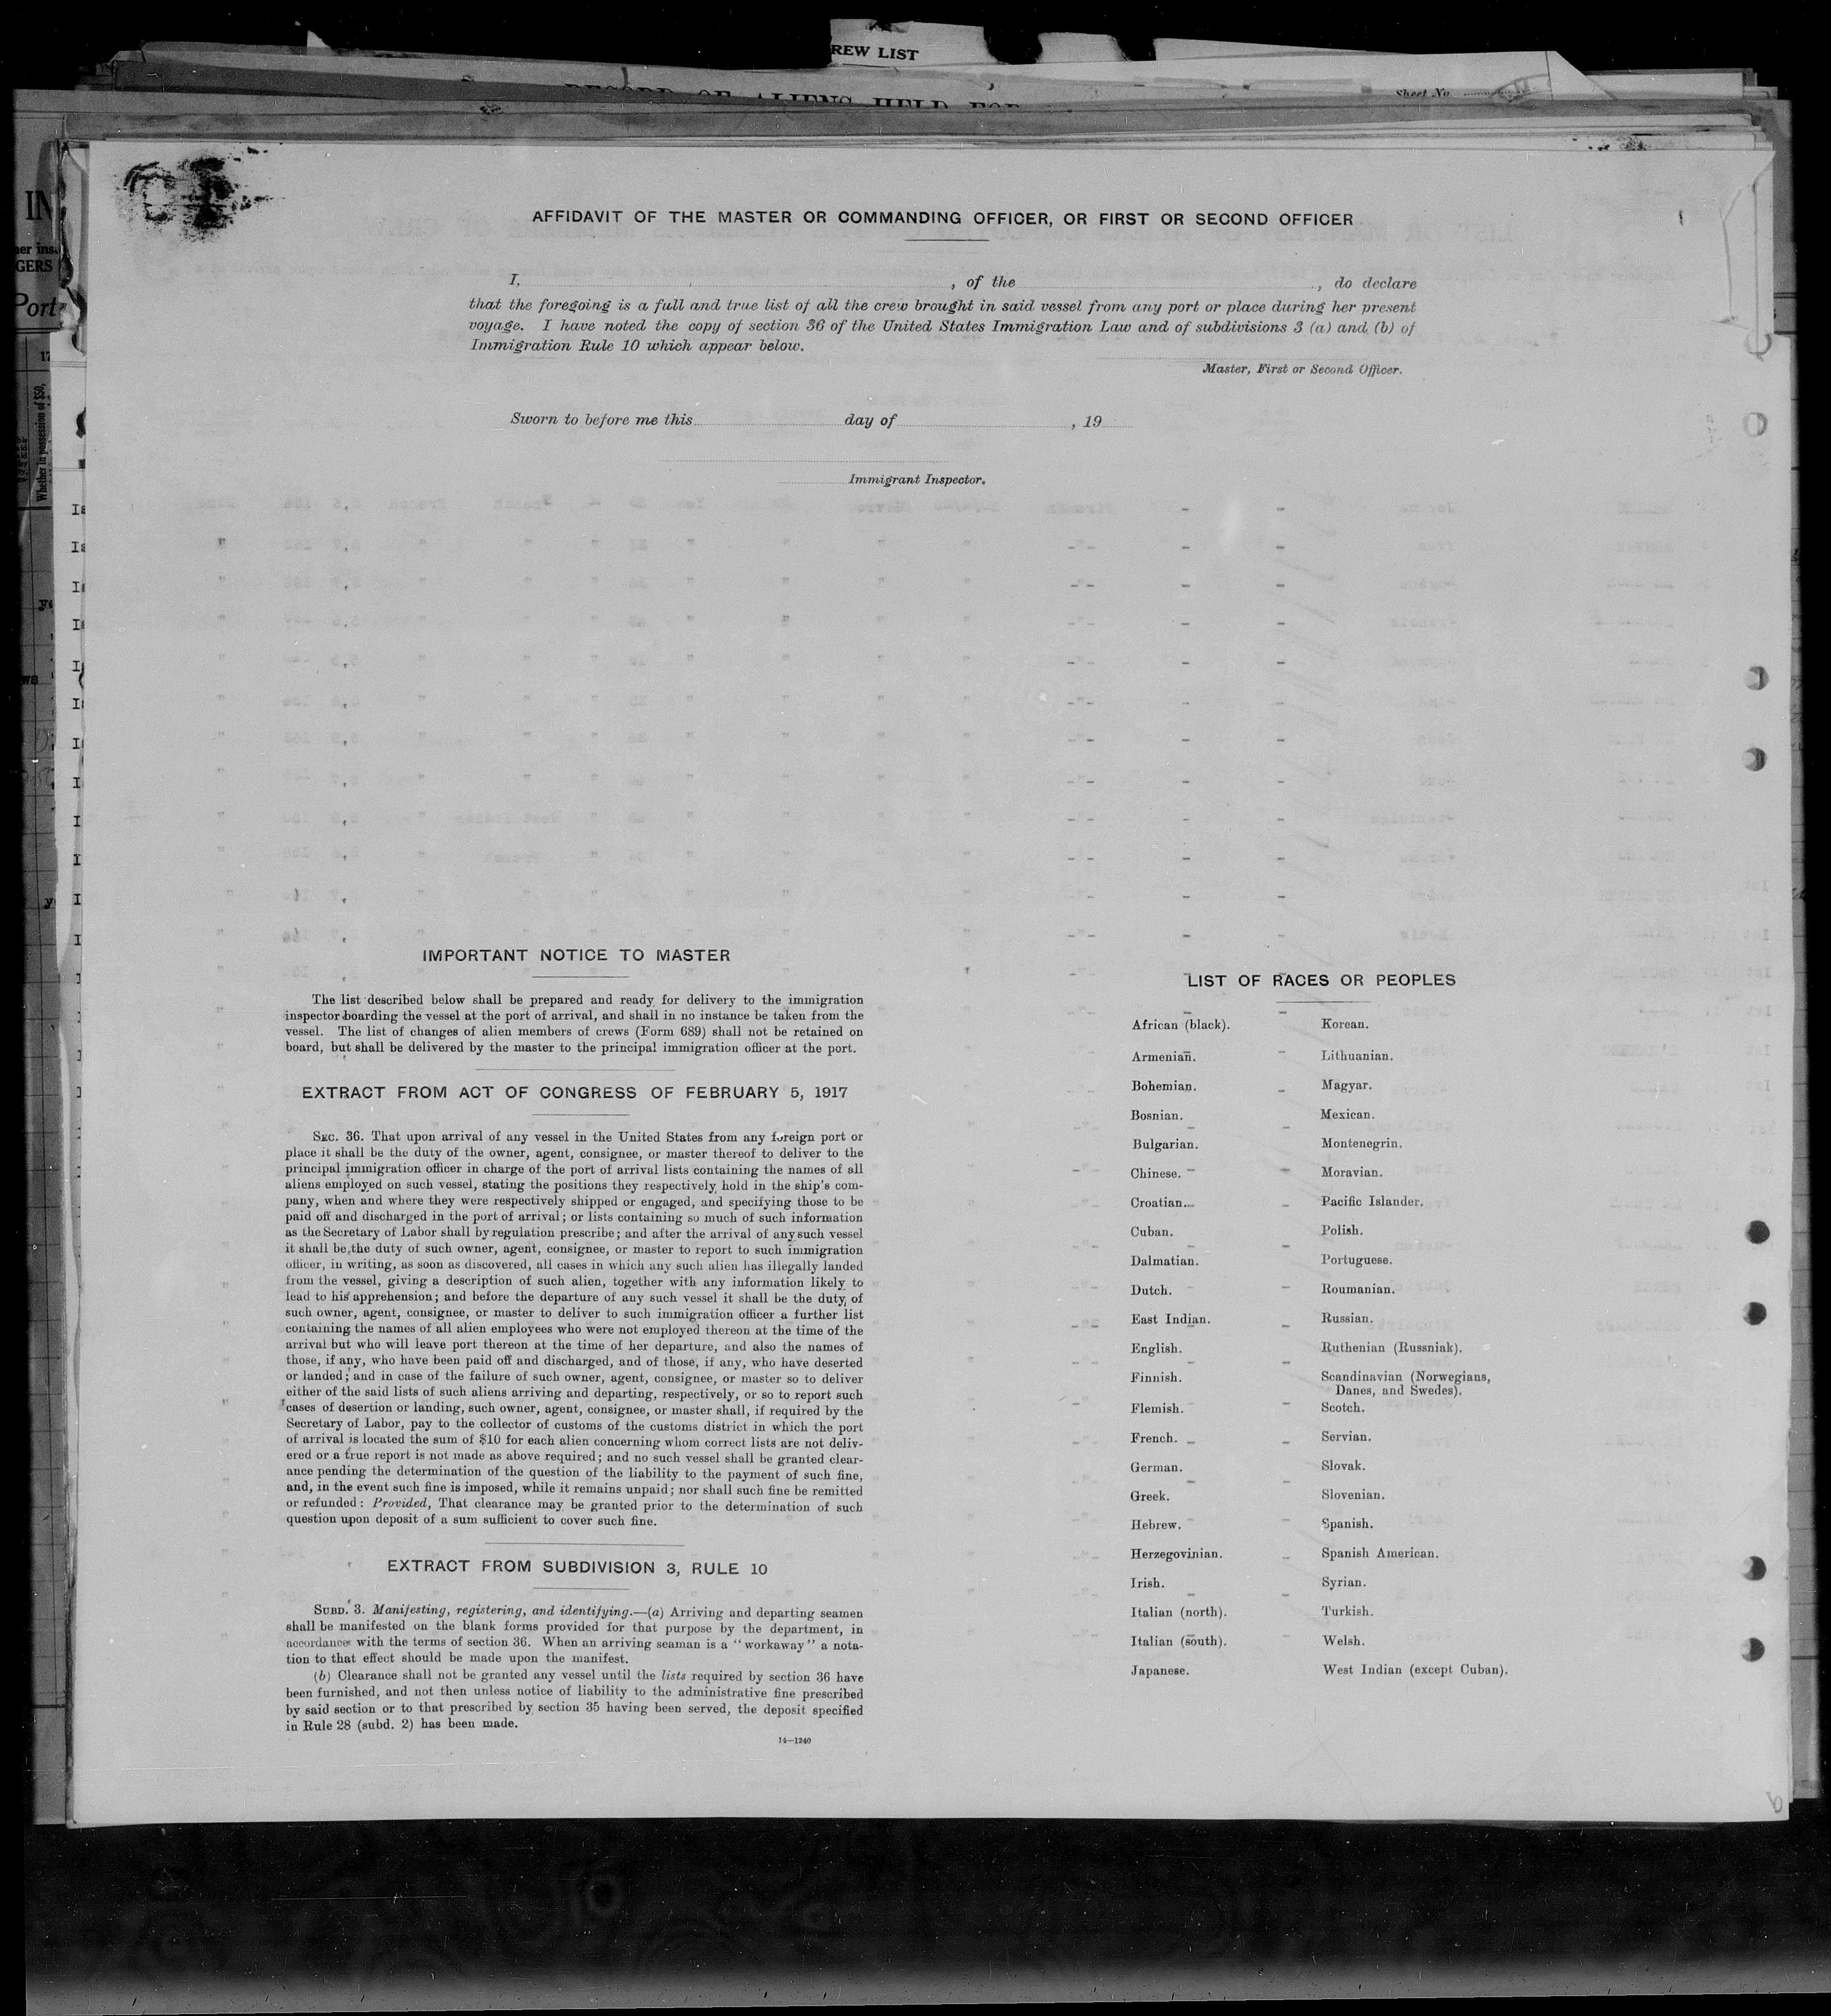 REW LIST
RECORD OF ALIENS HELD FOR
Sheet No.
AFFIDAVIT OF THE MASTER OR COMMANDING OFFICER, OR FIRST OR SECOND OFFICER
I, , of the , do declare
that the foregoing is a full and true list of all the crew brought in said vessel from any port or place during her present
voyage. I have noted the copy of section 36 of the United States Immigration Law and of subdivisions 3 (a) and (b) of
Immigration Rule 10 which appear below.
Master, First or Second Officer.
Sworn to before me this day of , 19
Immigrant Inspector.
IMPORTANT NOTICE TO MASTER
The list described below shall be prepared and ready for delivery to the immigration
inspector boarding the vessel at the port of arrival, and shall in no instance be taken from the
vessel. The list of changes of alien members of crews (Form 689) shall not be retained on
board, but shall be delivered by the master to the principal immigration officer at the port.
EXTRACT FROM ACT OF CONGRESS OF FEBRUARY 5, 1917
SEC. 36. That upon arrival of any vessel in the United States from any foreign port or
place it shall be the duty of the owner, agent, consignee, or master thereof to deliver to the
principal immigration officer in charge of the port of arrival lists containing the names of all
aliens employed on such vessel, stating the positions they respectively hold in the ship's com-
pany, when and where they were respectively shipped or engaged, and specifying those to be
paid off and discharged in the port of arrival; or lists containing so much of such information
as the Secretary of Labor shall by regulation prescribe; and after the arrival of any such vessel
it shall be the duty of such owner, agent, consignee, or master to report to such immigration
officer, in writing, as soon as discovered, all cases in which any such alien has illegally landed
from the vessel, giving a description of such alien, together with any information likely to
lead to his apprehension; and before the departure of any such vessel it shall be the duty of
such owner, agent, consignee, or master to deliver to such immigration officer a further list
containing the names of all alien employees who were not employed thereon at the time of the
arrival but who will leave port thereon at the time of her departure, and also the names of
those, if any, who have been paid off and discharged, and of those, if any, who have deserted
or landed; and in case of the failure of such owner, agent, consignee, or master so to deliver
either of the said lists of such aliens arriving and departing, respectively, or so to report such
cases of desertion or landing, such owner, agent, consignee, or master shall, if required by the
Secretary of Labor, pay to the collector of customs of the customs district in which the port
of arrival is located the sum of $10 for each alien concerning whom correct lists are not deliv-
ered or a true report is not made as above required; and no such vessel shall be granted clear-
ance pending the determination of the question of the liability to the payment of such fine,
and, in the event such fine is imposed, while it remains unpaid; nor shall such fine be remitted
or refunded: Provided, That clearance may be granted prior to the determination of such
question upon deposit of a sum sufficient to cover such fine.
EXTRACT FROM SUBDIVISION 3, RULE 10
SUBD. 3. Manifesting, registering, and identifying.—(a) Arriving and departing seamen
shall be manifested on the blank forms provided for that purpose by the department, in
accordance with the terms of section 36. When an arriving seaman is a "workaway" a nota-
tion to that effect should be made upon the manifest.
(b) Clearance shall not be granted any vessel until the lists required by section 36 have
been furnished, and not then unless notice of liability to the administrative fine prescribed
by said section or to that prescribed by section 35 having been served, the deposit specified
in Rule 28 (subd. 2) has been made.
14—1240
LIST OF RACES OR PEOPLES
African (black). Korean.
Armenian. Lithuanian.
Bohemian. Magyar.
Bosnian. Mexican.
Bulgarian. Montenegrin.
Chinese. Moravian.
Croatian. Pacific Islander.
Cuban. Polish.
Dalmatian. Portuguese.
Dutch. Roumanian.
East Indian. Russian.
English. Ruthenian (Russniak).
Finnish. Scandinavian (Norwegians,
Danes, and Swedes).
Flemish. Scotch.
French. Servian.
German. Slovak.
Greek. Slovenian.
Hebrew. Spanish.
Herzegovinian. Spanish American.
Irish. Syrian.
Italian (north). Turkish.
Italian (south). Welsh.
Japanese. West Indian (except Cuban).